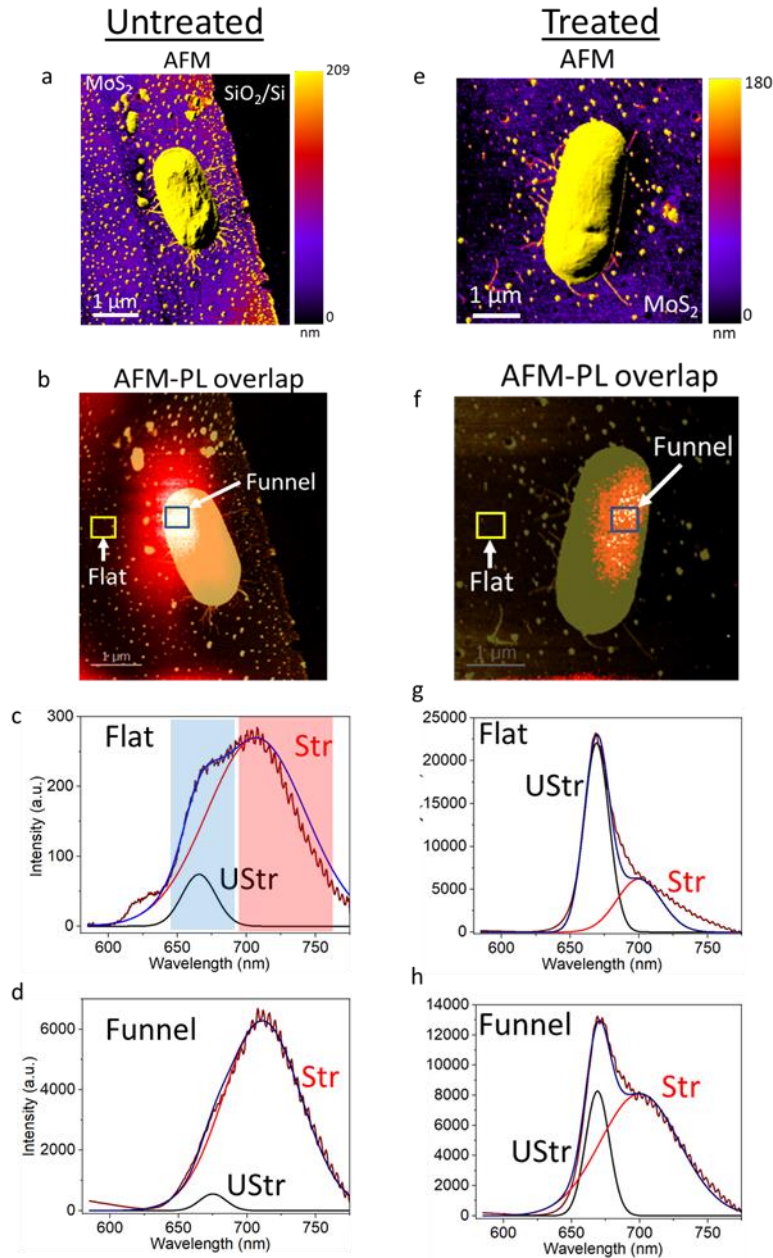 Untreated
AFM
a
MoS₂
SiO₂/Si
209
1 μm
0
nm
Treated
AFM
e
180
1 μm
MoS₂
0
nm
AFM-PL overlap
b
Funnel
Flat
1 μm
AFM-PL overlap
f
Funnel
Flat
1 μm
c
Flat
Str
UStr
Intensity (a.u.)
300
150
0
600 650 700 750
Wavelength (nm)
g
Flat
UStr
Str
25000
20000
15000
10000
5000
0
600 650 700 750
Wavelength (nm)
d
Funnel
Str
UStr
Intensity (a.u.)
6000
4000
2000
0
600 650 700 750
Wavelength (nm)
h
Funnel
Str
UStr
14000
12000
10000
8000
6000
4000
2000
0
600 650 700 750
Wavelength (nm)